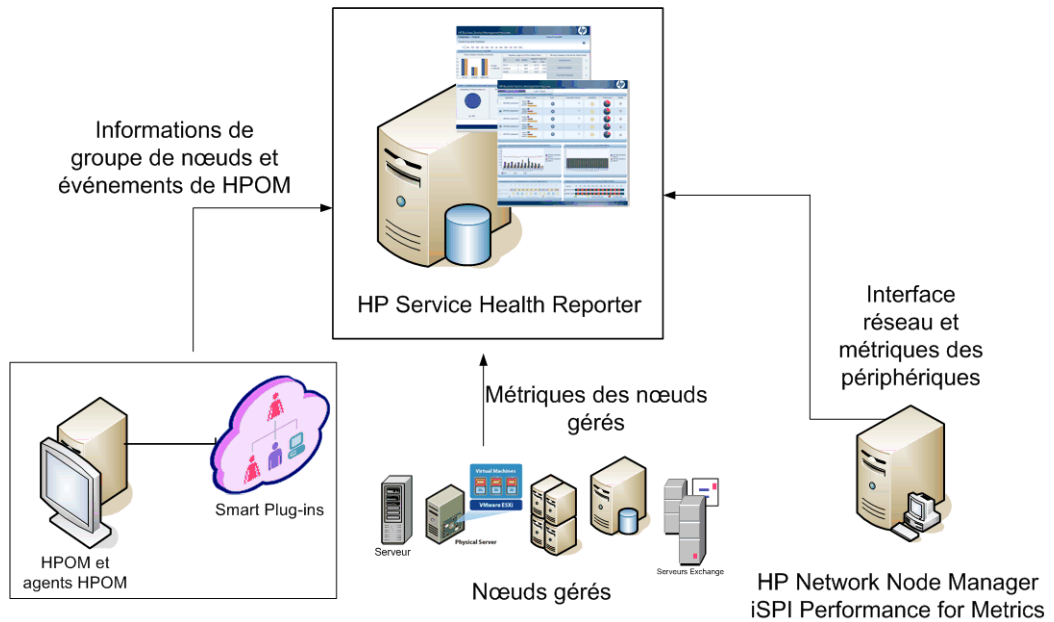 Informations de
groupe de nœuds et
événements de HPOM
HP Service Health Reporter
Interface
réseau et
métriques des
périphériques
Métriques des nœuds
gérés
HPOM et
agents HPOM
Smart Plug-ins
Serveur
Virtual Machines
VMware ESXi
Physical Server
Serveurs Exchange
Nœuds gérés
HP Network Node Manager
iSPI Performance for Metrics